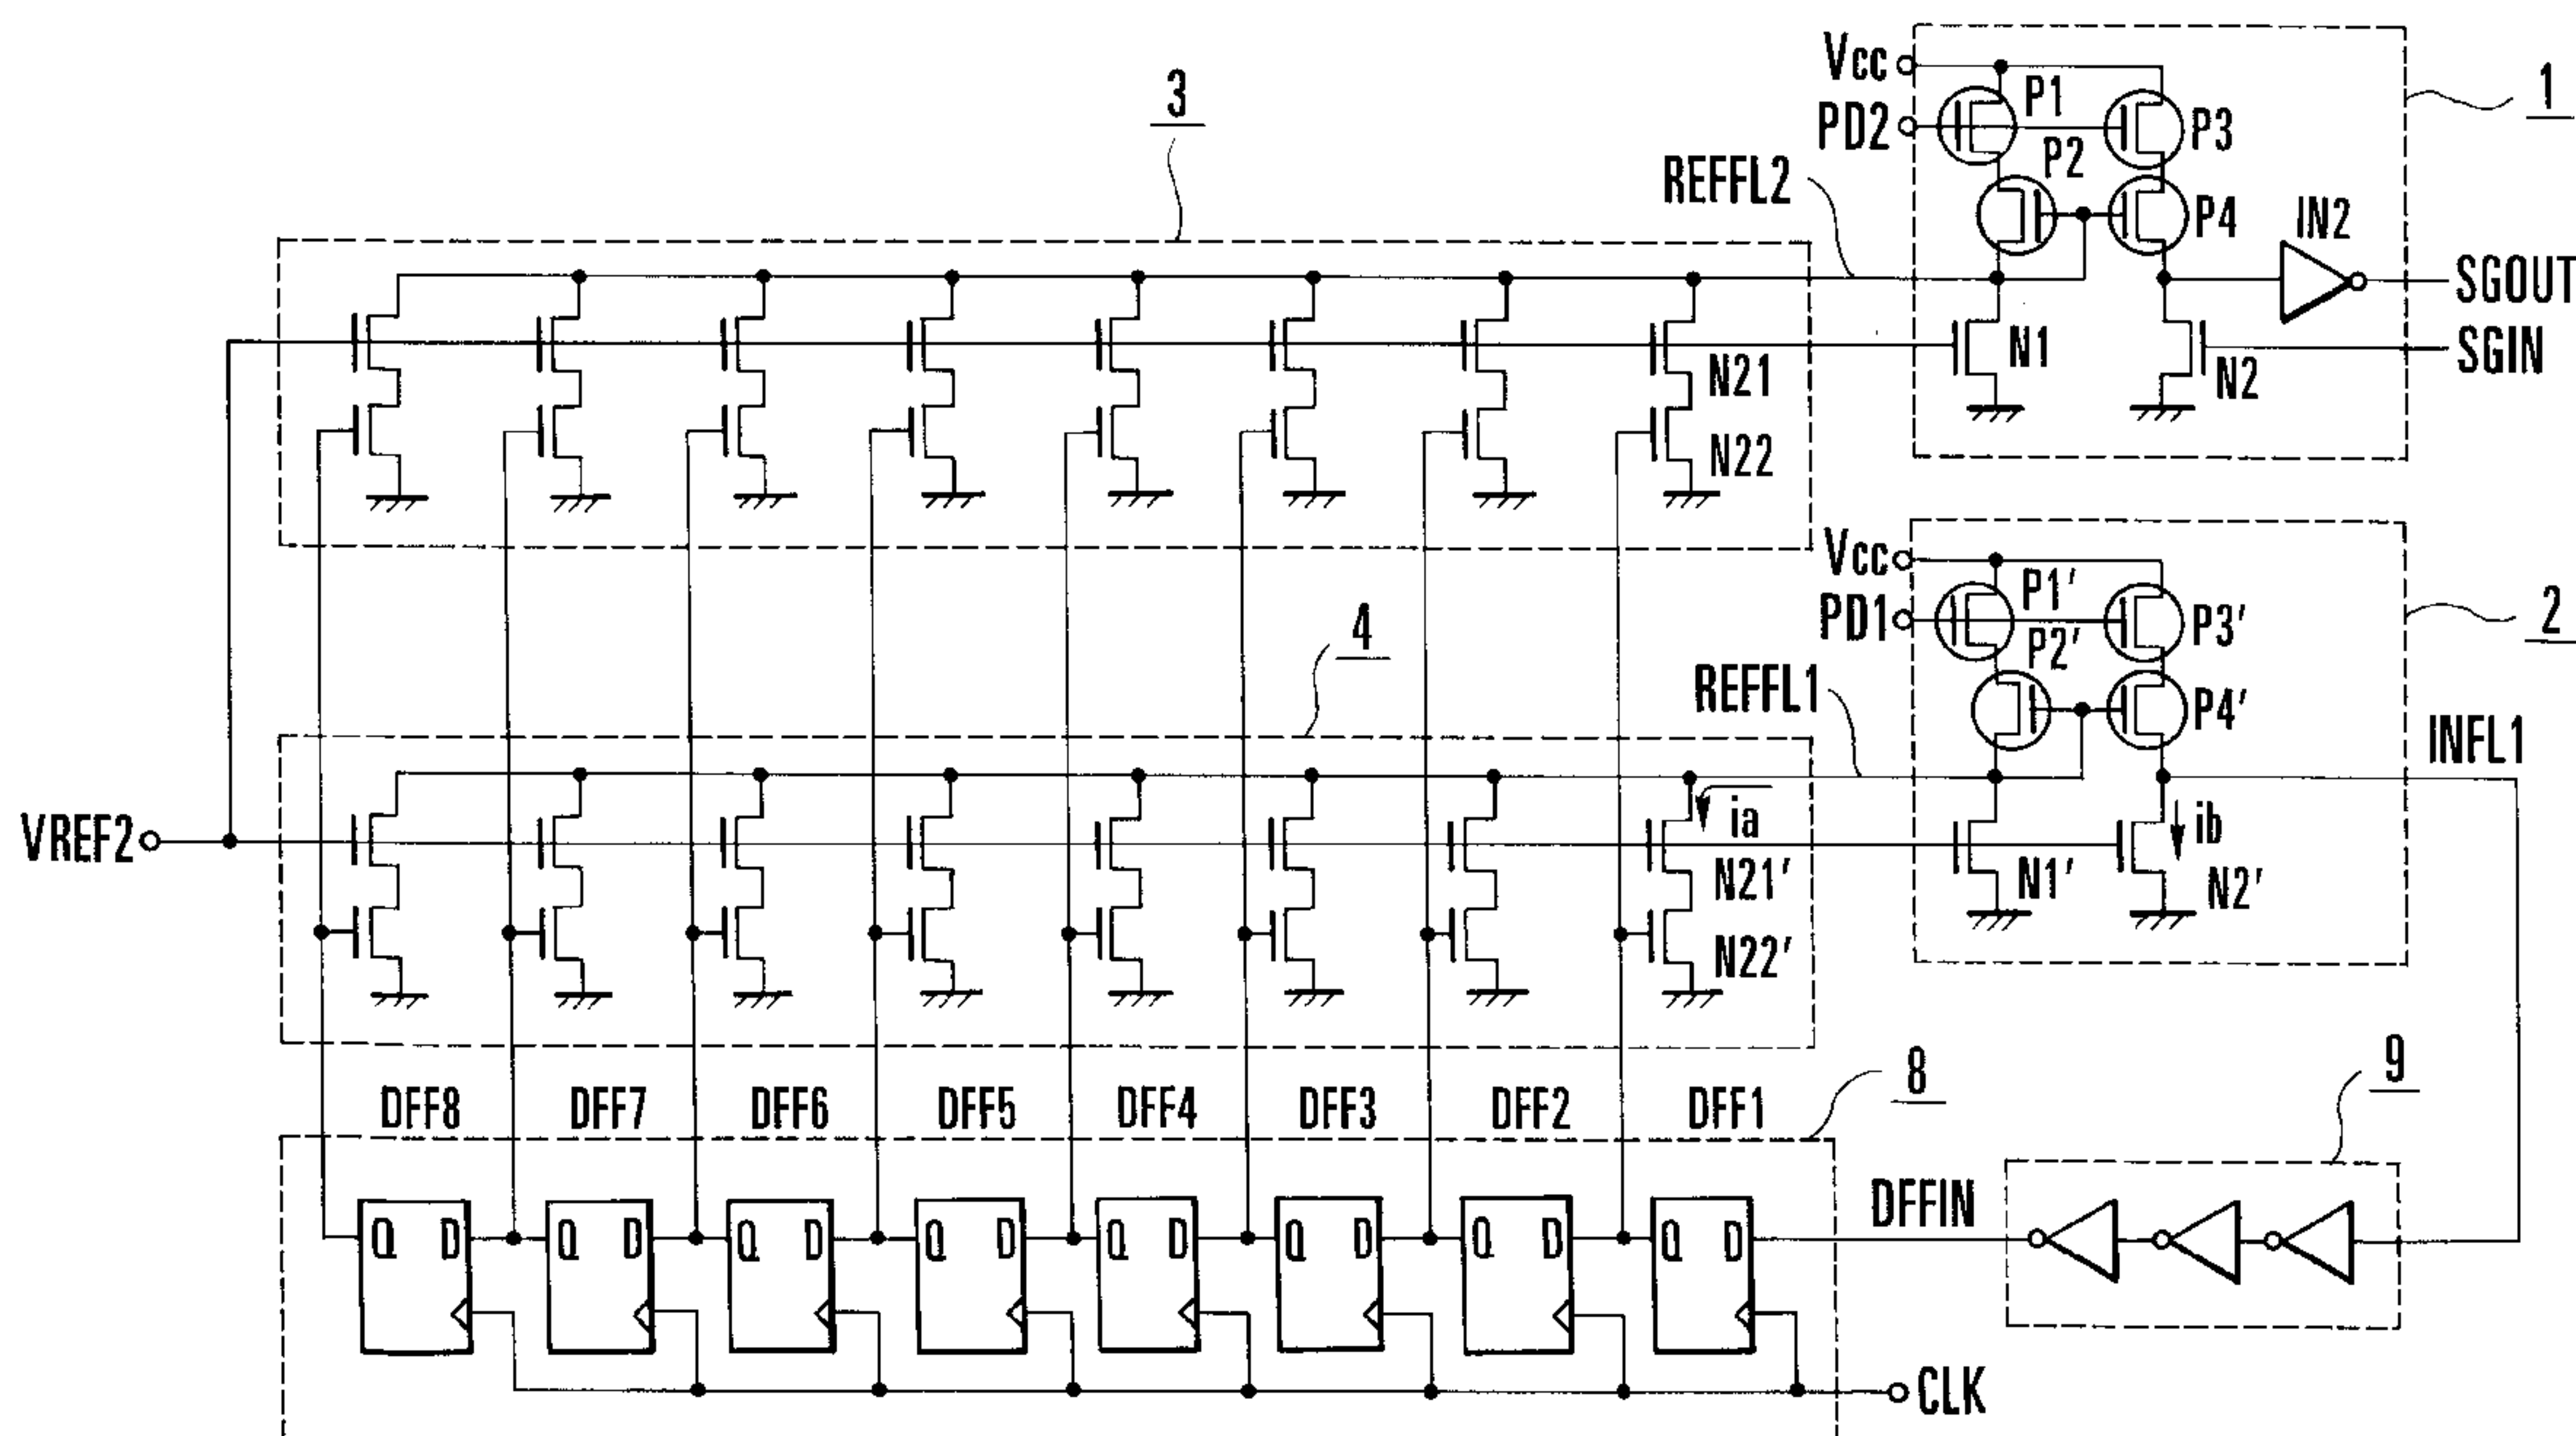 Vcc
P1
1
3
PD2
P3
P2
REFFL2
P4
IN2
SGOUT
N1
SGIN
N21
N2
N22
Vcc
P1′
2
PD1
P3′
4
P2′
REFFL1
P4′
INFL1
ia
ib
VREF2
N21′
N1′
N2′
N22′
9
8
DFF8 DFF7 DFF6 DFF5 DFF4 DFF3 DFF2 DFF1
DFFIN
Q D Q D Q D Q D Q D Q D Q D Q D
CLK